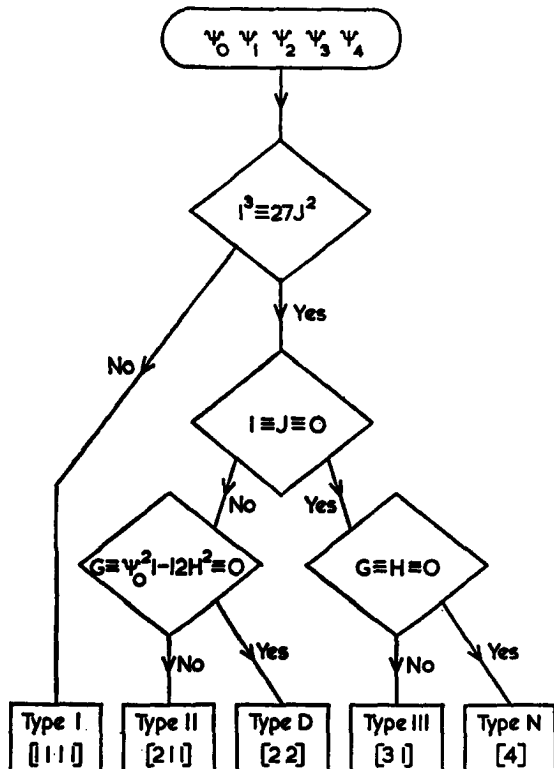 Ψ₀ Ψ₁ Ψ₂ Ψ₃ Ψ₄
I³≡27J²
Yes
No
I≡J≡0
No
Yes
G≡Ψ₀²I-12H²≡0
G≡H≡0
No
Yes
No
Yes
Type I
[1111]
Type II
[211]
Type D
[22]
Type III
[31]
Type N
[4]